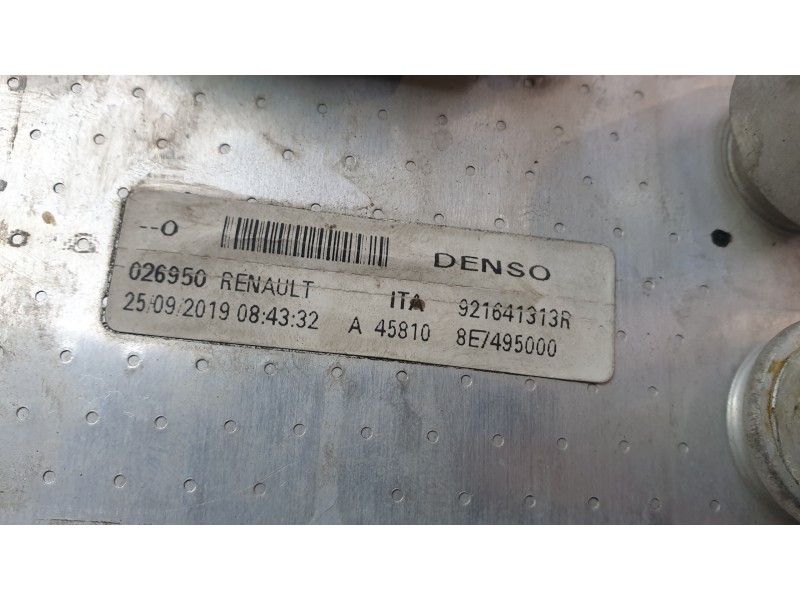 --O DENSO
026950 RENAULT ITA 921641313R
25/09/2019 08:43:32 A 45810 8E7495000